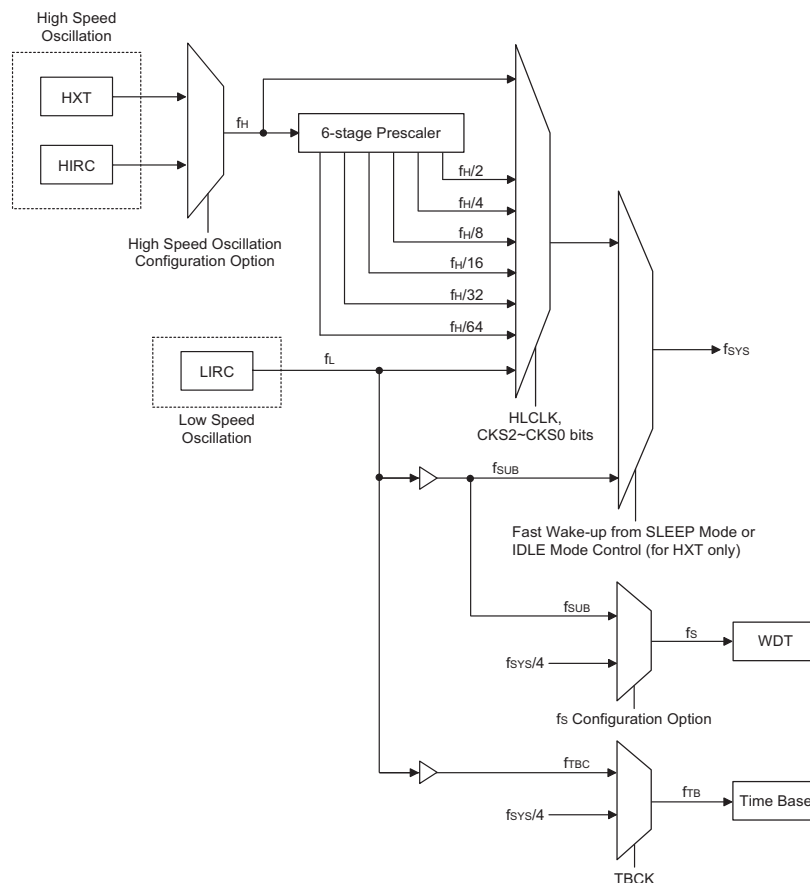 High Speed
Oscillation
HXT
HIRC
fH
6-stage Prescaler
fH/2
fH/4
fH/8
fH/16
fH/32
fH/64
High Speed Oscillation
Configuration Option
LIRC
fL
Low Speed
Oscillation
HLCLK,
CKS2~CKS0 bits
fSYS
fSUB
Fast Wake-up from SLEEP Mode or
IDLE Mode Control (for HXT only)
fSUB
fSYS/4
fS
WDT
fS Configuration Option
fTBC
fSYS/4
fTB
Time Base
TBCK